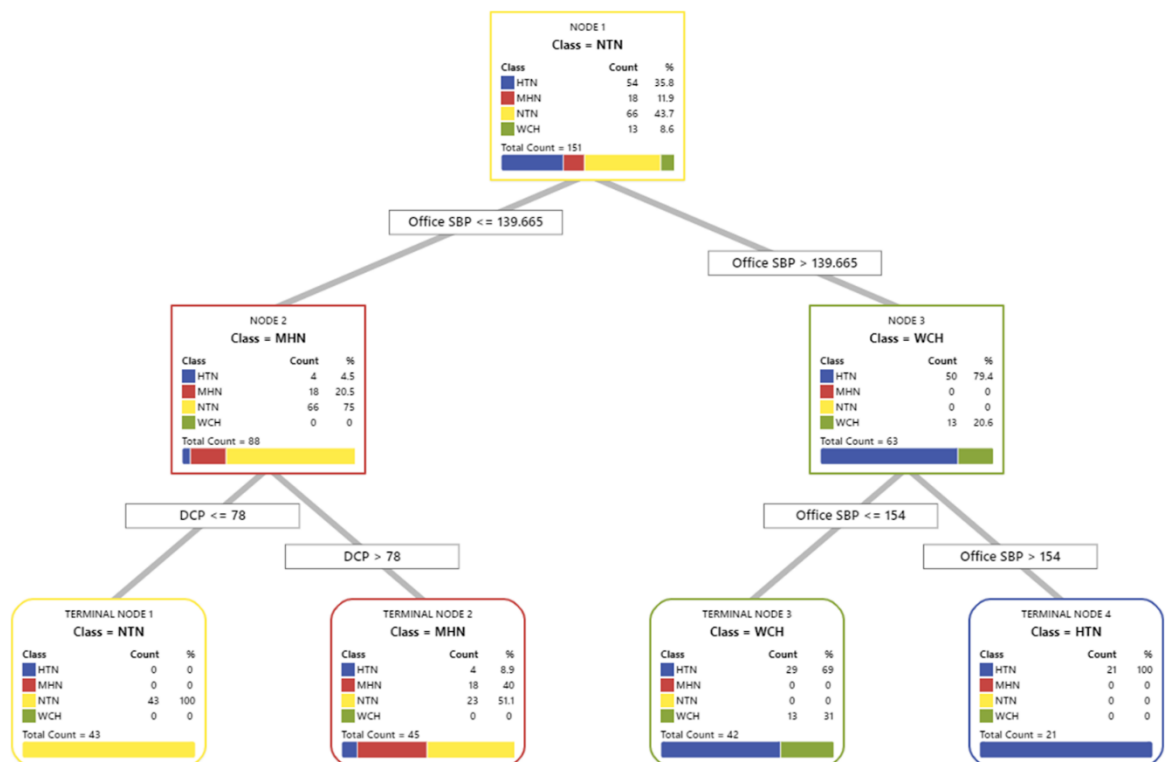 NODE 1
Class = NTN
Class Count %
HTN 54 35.8
MHN 18 11.9
NTN 66 43.7
WCH 13 8.6
Total Count = 151
Office SBP <= 139.665
Office SBP > 139.665
NODE 2
Class = MHN
Class Count %
HTN 4 4.5
MHN 18 20.5
NTN 66 75
WCH 0 0
Total Count = 88
NODE 3
Class = WCH
Class Count %
HTN 50 79.4
MHN 0 0
NTN 0 0
WCH 13 20.6
Total Count = 63
DCP <= 78
DCP > 78
Office SBP <= 154
Office SBP > 154
TERMINAL NODE 1
Class = NTN
Class Count %
HTN 0 0
MHN 0 0
NTN 43 100
WCH 0 0
Total Count = 43
TERMINAL NODE 2
Class = MHN
Class Count %
HTN 4 8.9
MHN 18 40
NTN 23 51.1
WCH 0 0
Total Count = 45
TERMINAL NODE 3
Class = WCH
Class Count %
HTN 29 69
MHN 0 0
NTN 0 0
WCH 13 31
Total Count = 42
TERMINAL NODE 4
Class = HTN
Class Count %
HTN 21 100
MHN 0 0
NTN 0 0
WCH 0 0
Total Count = 21